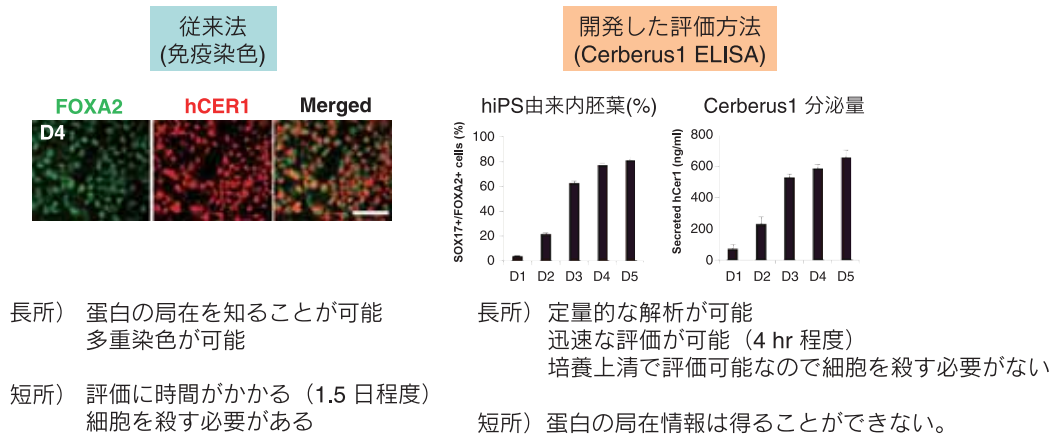 従来法
(免疫染色)
FOXA2 hCER1 Merged
D4
長所） 蛋白の局在を知ることが可能
多重染色が可能
短所） 評価に時間がかかる（1.5 日程度）
細胞を殺す必要がある
開発した評価方法
(Cerberus1 ELISA)
hiPS由来内胚葉(%)
SOX17+/FOXA2+ cells (%)
100
80
60
40
20
0
D1 D2 D3 D4 D5
Cerberus1 分泌量
Secreted hCer1 (ng/ml)
800
600
400
200
0
D1 D2 D3 D4 D5
長所） 定量的な解析が可能
迅速な評価が可能（4 hr 程度）
培養上清で評価可能なので細胞を殺す必要がない
短所） 蛋白の局在情報は得ることができない。